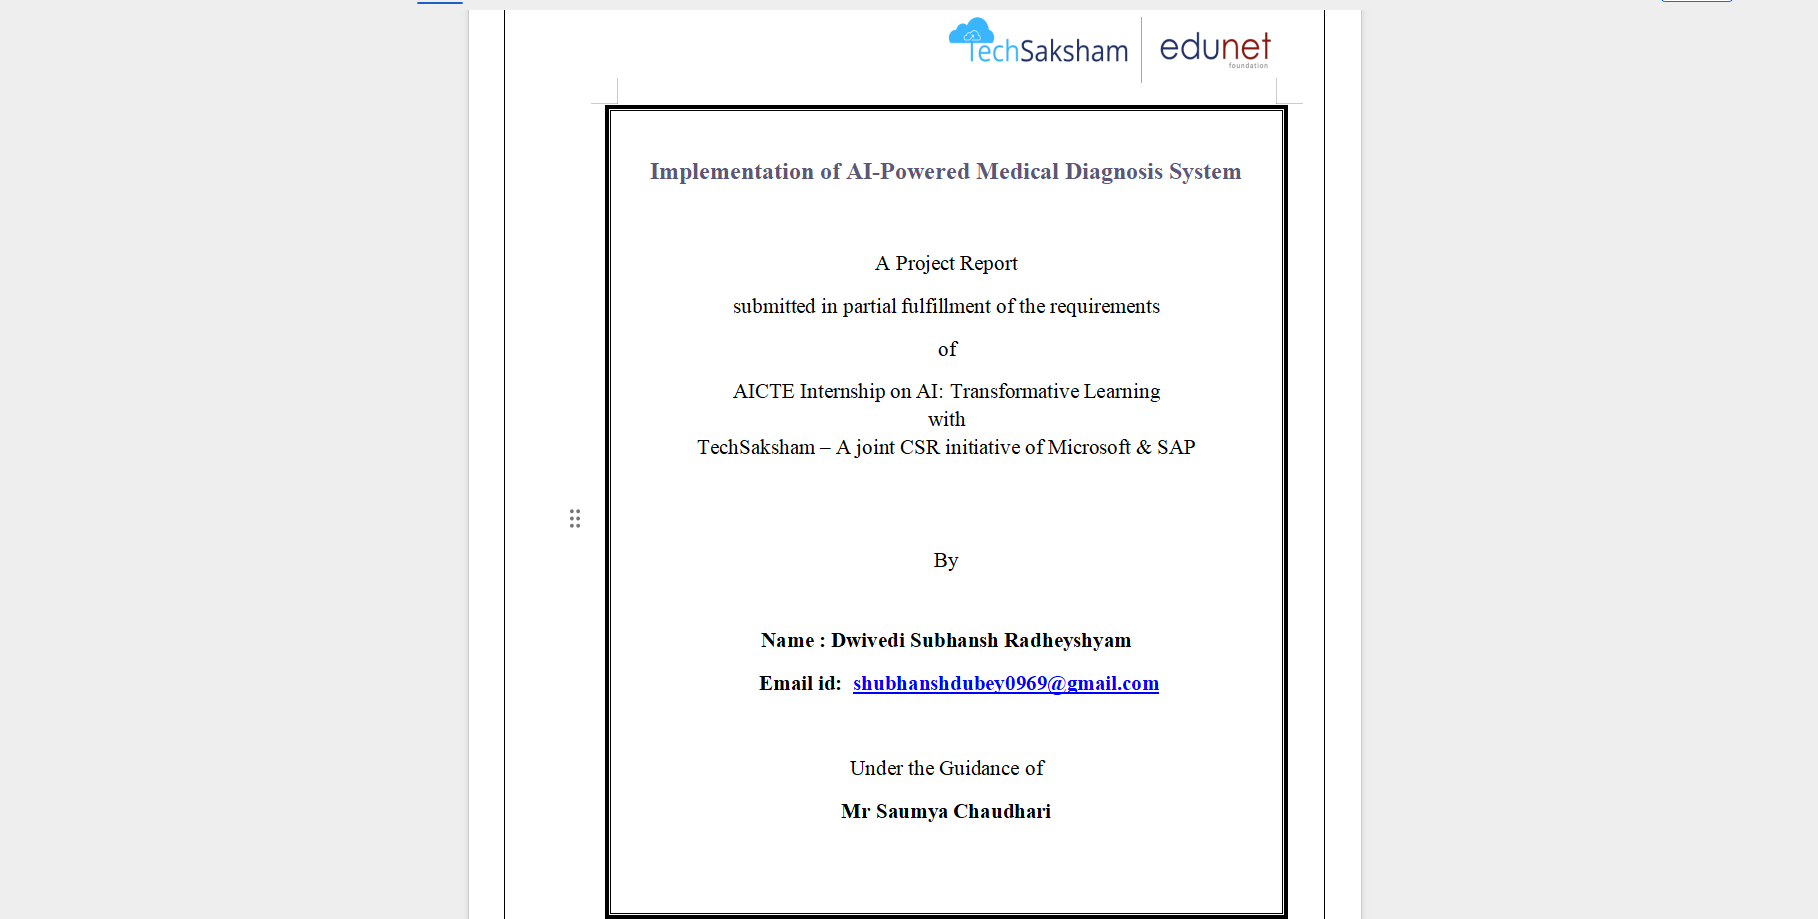 TechSaksham
edunet
foundation
Implementation of AI-Powered Medical Diagnosis System
A Project Report
submitted in partial fulfillment of the requirements
of
AICTE Internship on AI: Transformative Learning
with
TechSaksham – A joint CSR initiative of Microsoft & SAP
By
Name : Dwivedi Subhansh Radheyshyam
Email id: shubhanshdubey0969@gmail.com
Under the Guidance of
Mr Saumya Chaudhari